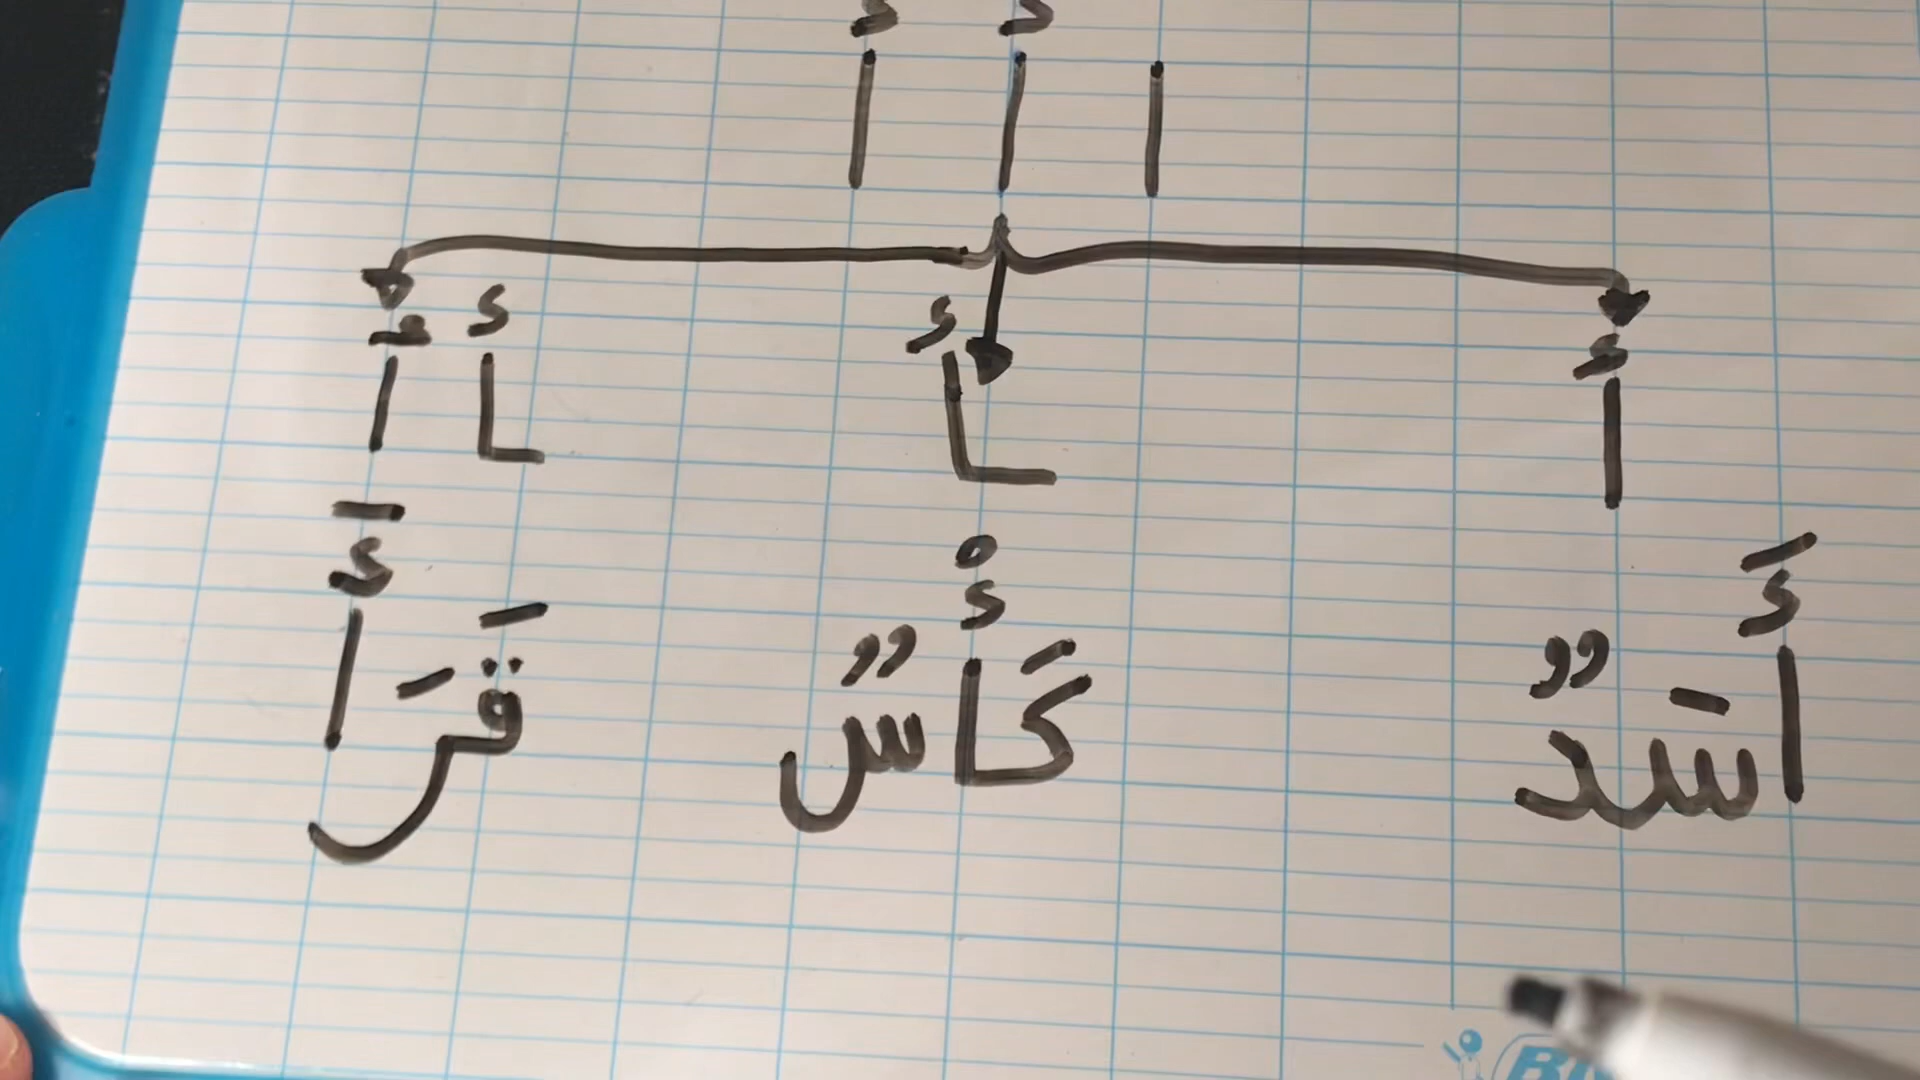 ا أ أ
أ ـأ ـأ أ
أَسَدٌ كَأْسٌ قَرَأَ